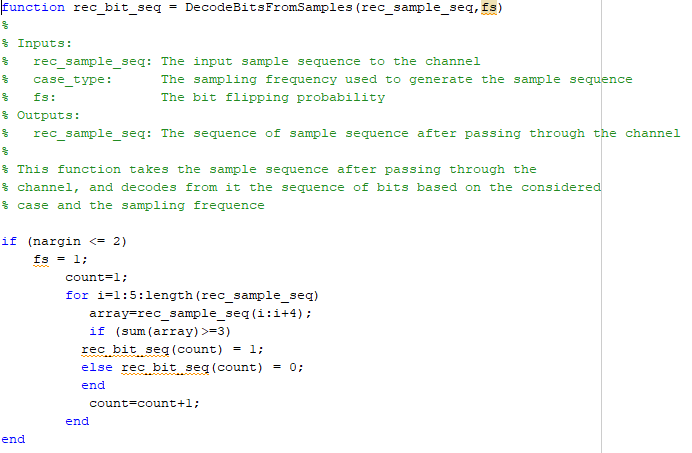 function rec_bit_seq = DecodeBitsFromSamples(rec_sample_seq,fs)
%
% Inputs:
%   rec_sample_seq: The input sample sequence to the channel
%   case_type:      The sampling frequency used to generate the sample sequence
%   fs:             The bit flipping probability
% Outputs:
%   rec_sample_seq: The sequence of sample sequence after passing through the channel
%
% This function takes the sample sequence after passing through the
% channel, and decodes from it the sequence of bits based on the considered
% case and the sampling frequence

if (nargin <= 2)
    fs = 1;
        count=1;
        for i=1:5:length(rec_sample_seq)
           array=rec_sample_seq(i:i+4);
           if (sum(array)>=3)
          rec_bit_seq(count) = 1;
          else rec_bit_seq(count) = 0;
          end
           count=count+1;
        end
end